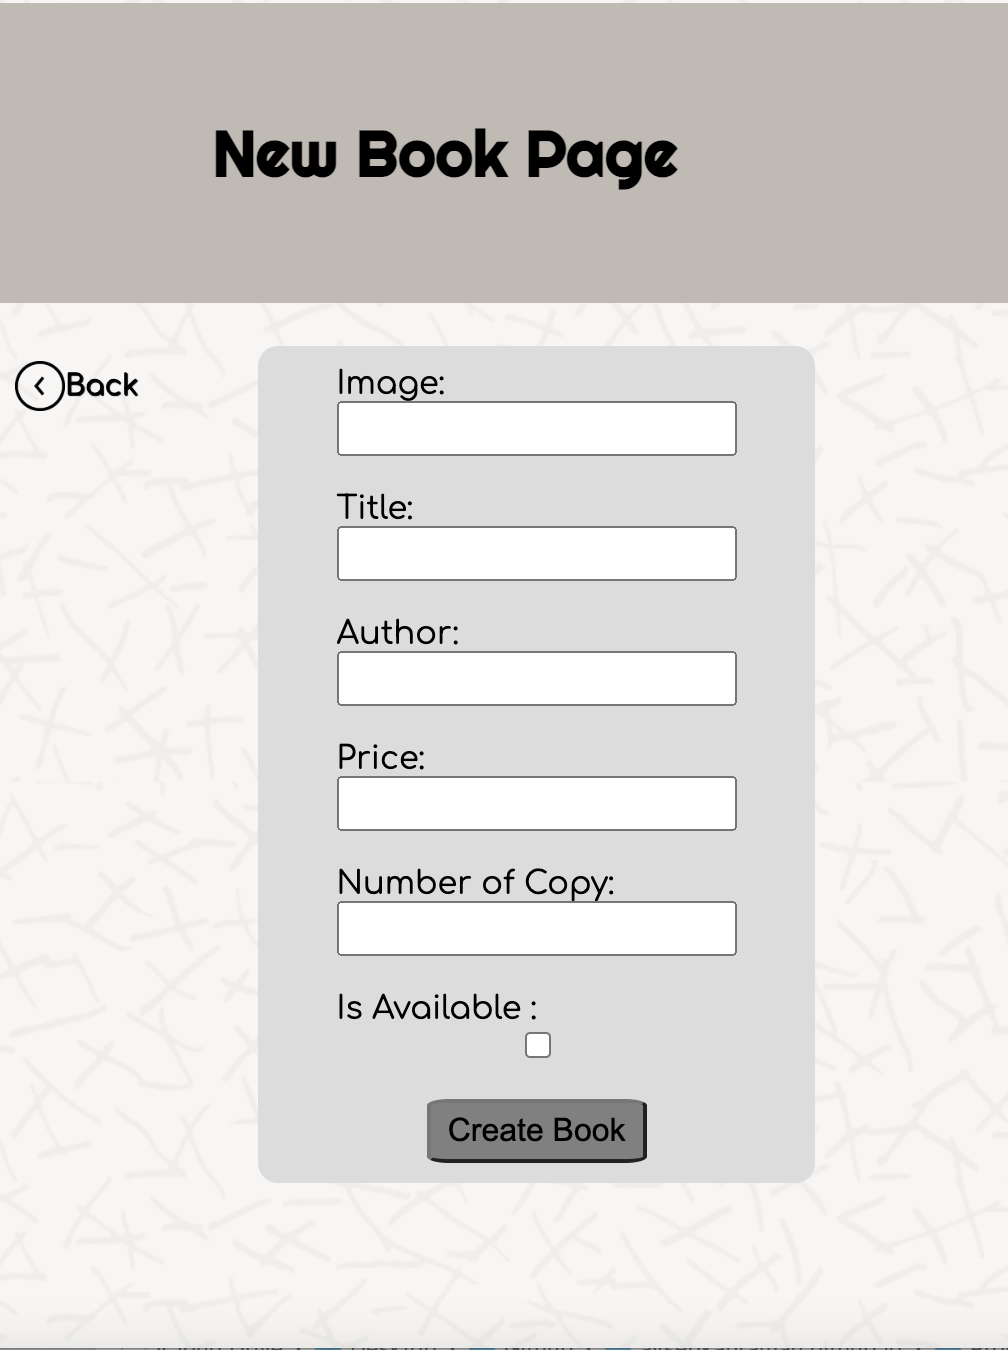 New Book Page
Back
Image:
Title:
Author:
Price:
Number of Copy:
Is Available :
Create Book